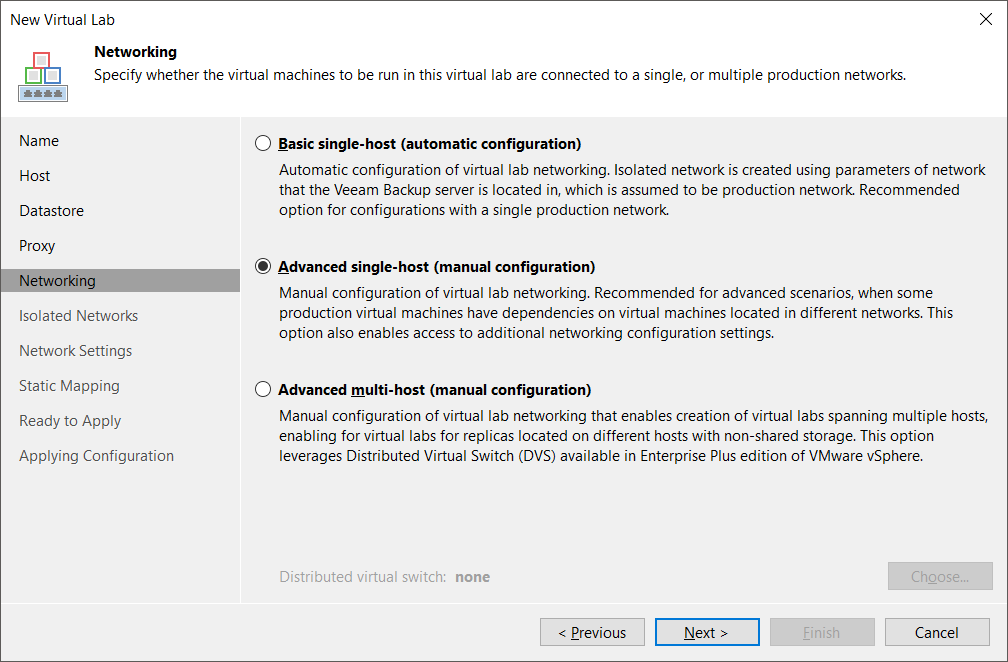 New Virtual Lab
Networking
Specify whether the virtual machines to be run in this virtual lab are connected to a single, or multiple production networks.
Name
Host
Datastore
Proxy
Networking
Isolated Networks
Network Settings
Static Mapping
Ready to Apply
Applying Configuration
Basic single-host (automatic configuration)
Automatic configuration of virtual lab networking. Isolated network is created using parameters of network
that the Veeam Backup server is located in, which is assumed to be production network. Recommended
option for configurations with a single production network.
Advanced single-host (manual configuration)
Manual configuration of virtual lab networking. Recommended for advanced scenarios, when some
production virtual machines have dependencies on virtual machines located in different networks. This
option also enables access to additional networking configuration settings.
Advanced multi-host (manual configuration)
Manual configuration of virtual lab networking that enables creation of virtual labs spanning multiple hosts,
enabling for virtual labs for replicas located on different hosts with non-shared storage. This option
leverages Distributed Virtual Switch (DVS) available in Enterprise Plus edition of VMware vSphere.
Distributed virtual switch: none
Choose...
< Previous
Next >
Finish
Cancel